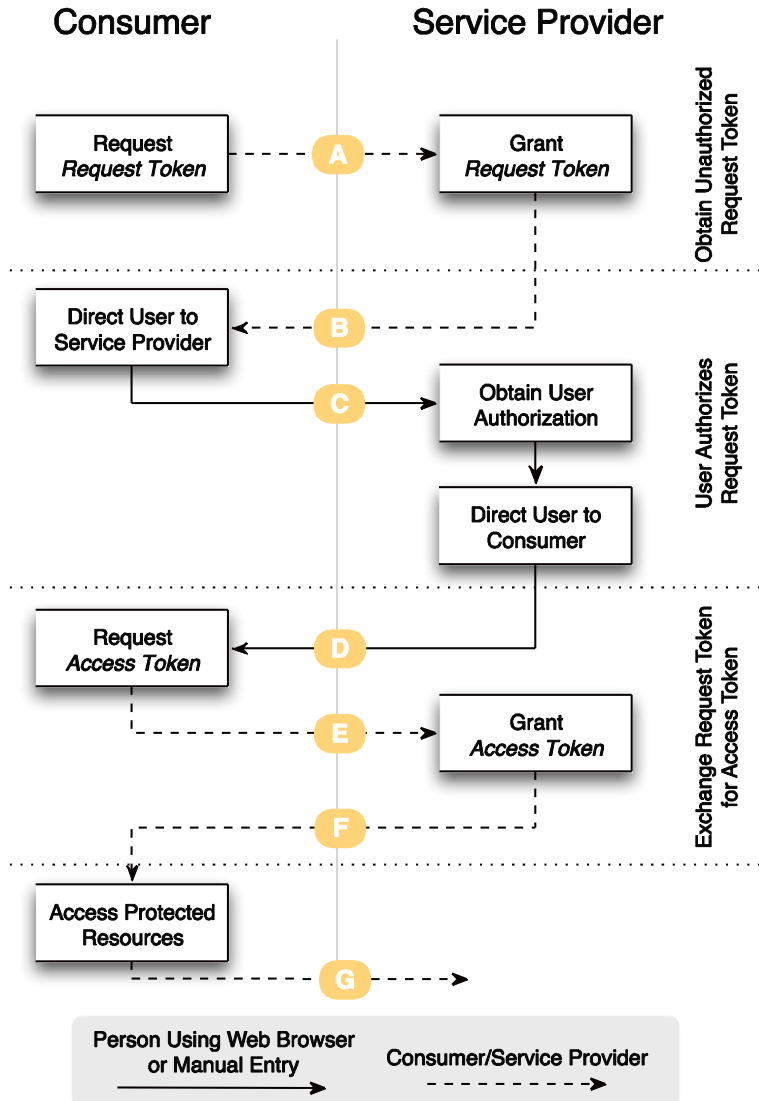 Consumer
Service Provider
Request
Request Token
A
Grant
Request Token
Obtain Unauthorized
Request Token
Direct User to
Service Provider
B
C
Obtain User
Authorization
Direct User to
Consumer
User Authorizes
Request Token
Request
Access Token
D
E
Grant
Access Token
F
Exchange Request Token
for Access Token
Access Protected
Resources
G
Person Using Web Browser
or Manual Entry
Consumer/Service Provider